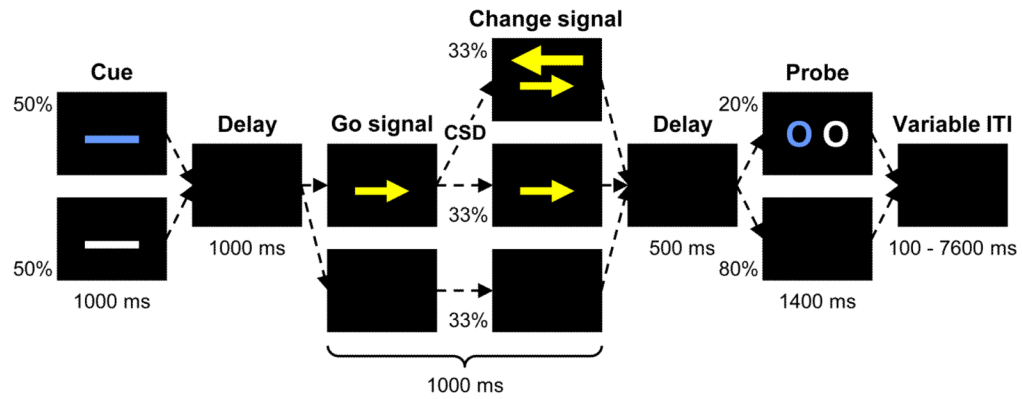 Cue
50%
50%
1000 ms
Delay
1000 ms
Go signal
CSD
Change signal
33%
33%
33%
1000 ms
Delay
500 ms
Probe
20%
O O
80%
1400 ms
Variable ITI
100 - 7600 ms